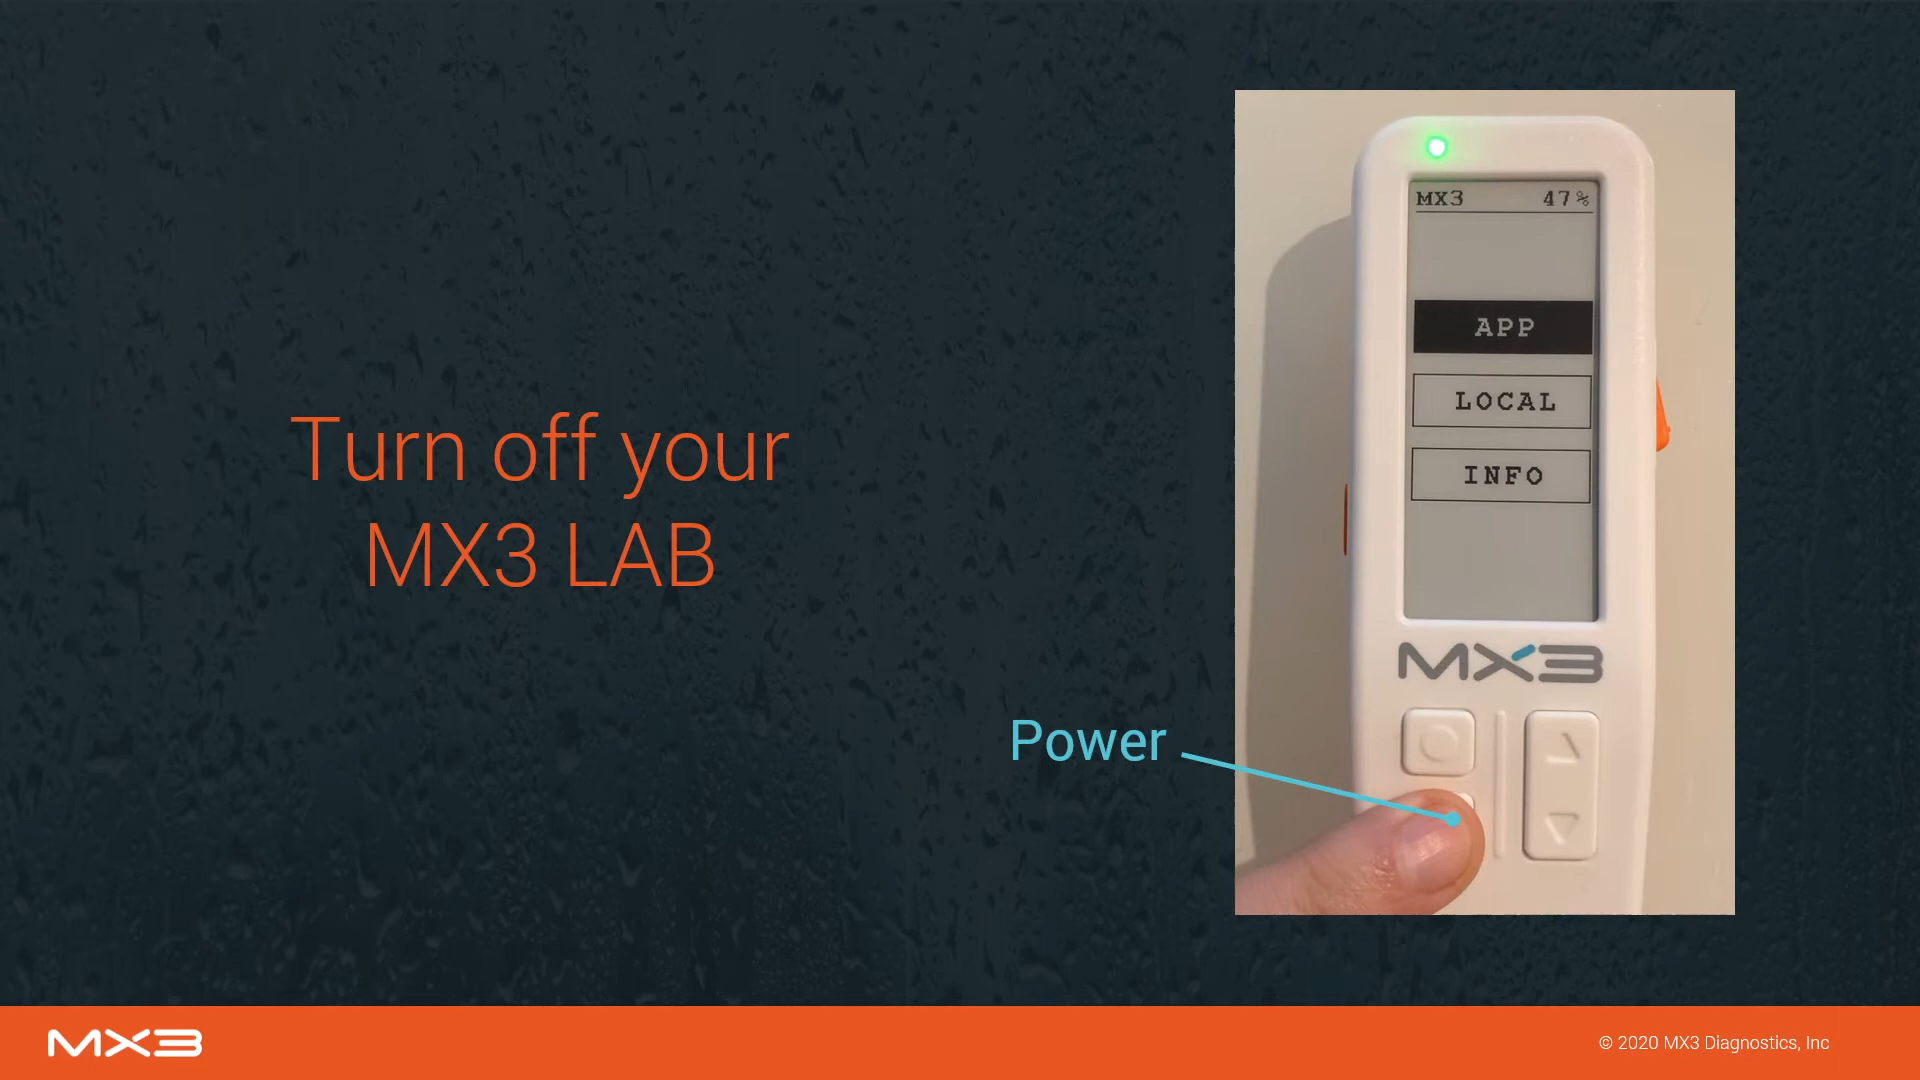 Turn off your
MX3 LAB
MX3 47%
APP
LOCAL
INFO
MX3
Power
MX3
© 2020 MX3 Diagnostics, Inc